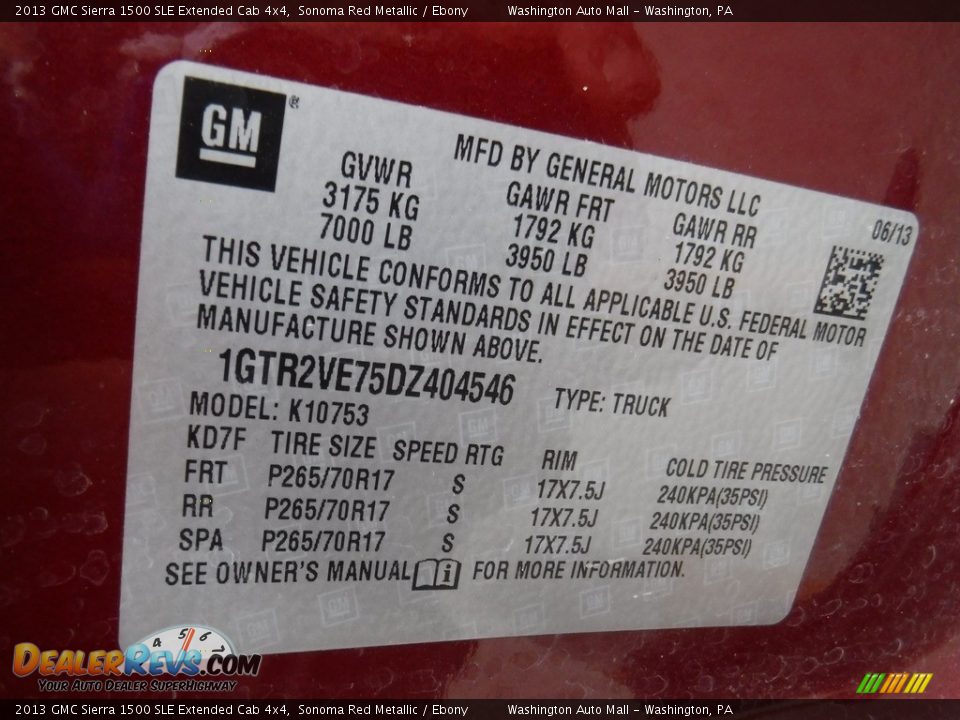 2013 GMC Sierra 1500 SLE Extended Cab 4x4, Sonoma Red Metallic / Ebony Washington Auto Mall - Washington, PA
GM®
MFD BY GENERAL MOTORS LLC
GVWR GAWR FRT GAWR RR 06/13
3175 KG 1792 KG 1792 KG
7000 LB 3950 LB 3950 LB
THIS VEHICLE CONFORMS TO ALL APPLICABLE U.S. FEDERAL MOTOR
VEHICLE SAFETY STANDARDS IN EFFECT ON THE DATE OF
MANUFACTURE SHOWN ABOVE.
1GTR2VE75DZ404546 TYPE: TRUCK
MODEL: K10753
KD7F TIRE SIZE SPEED RTG RIM COLD TIRE PRESSURE
FRT P265/70R17 S 17X7.5J 240KPA(35PSI)
RR P265/70R17 S 17X7.5J 240KPA(35PSI)
SPA P265/70R17 S 17X7.5J 240KPA(35PSI)
SEE OWNER'S MANUAL i FOR MORE INFORMATION.
4 5 6 7
DEALERREVS.COM
YOUR AUTO DEALER SUPERHIGHWAY
2013 GMC Sierra 1500 SLE Extended Cab 4x4, Sonoma Red Metallic / Ebony Washington Auto Mall - Washington, PA